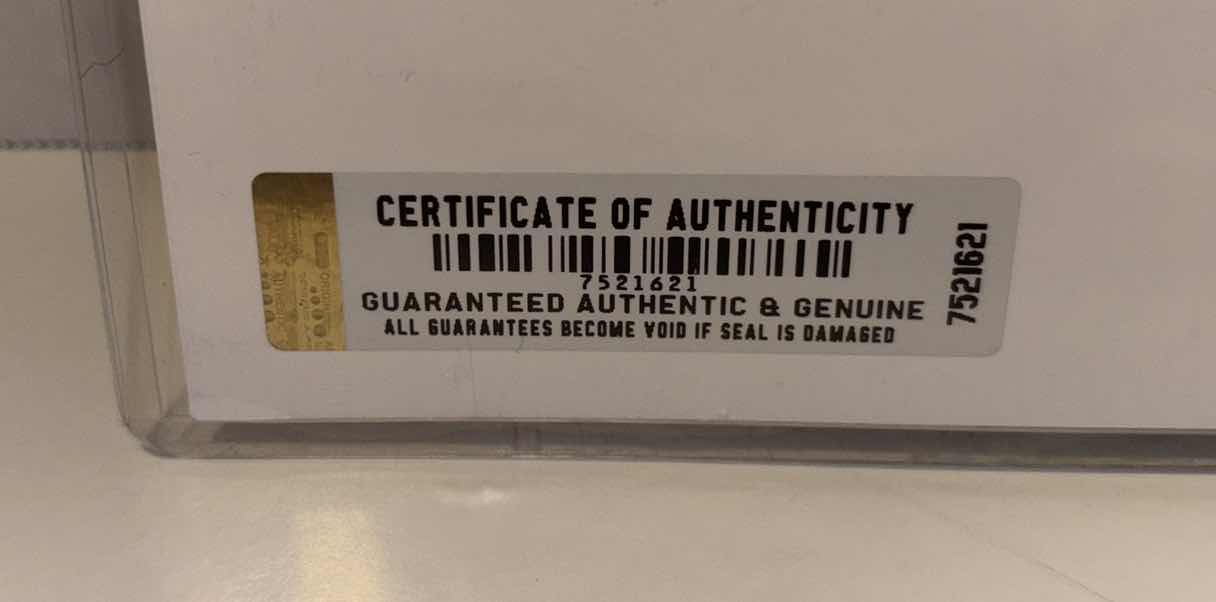 CERTIFICATE OF AUTHENTICITY
7521621
GUARANTEED AUTHENTIC & GENUINE
ALL GUARANTEES BECOME VOID IF SEAL IS DAMAGED
7521621